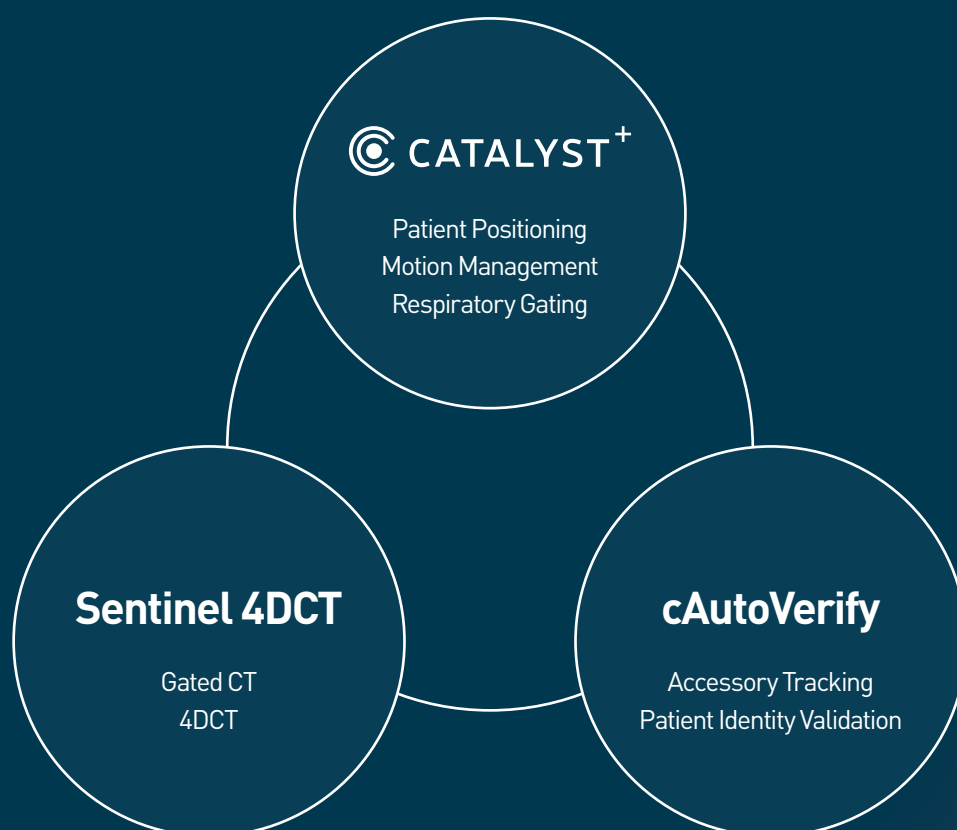 CATALYST+
Patient Positioning
Motion Management
Respiratory Gating
Sentinel 4DCT
Gated CT
4DCT
cAutoVerify
Accessory Tracking
Patient Identity Validation